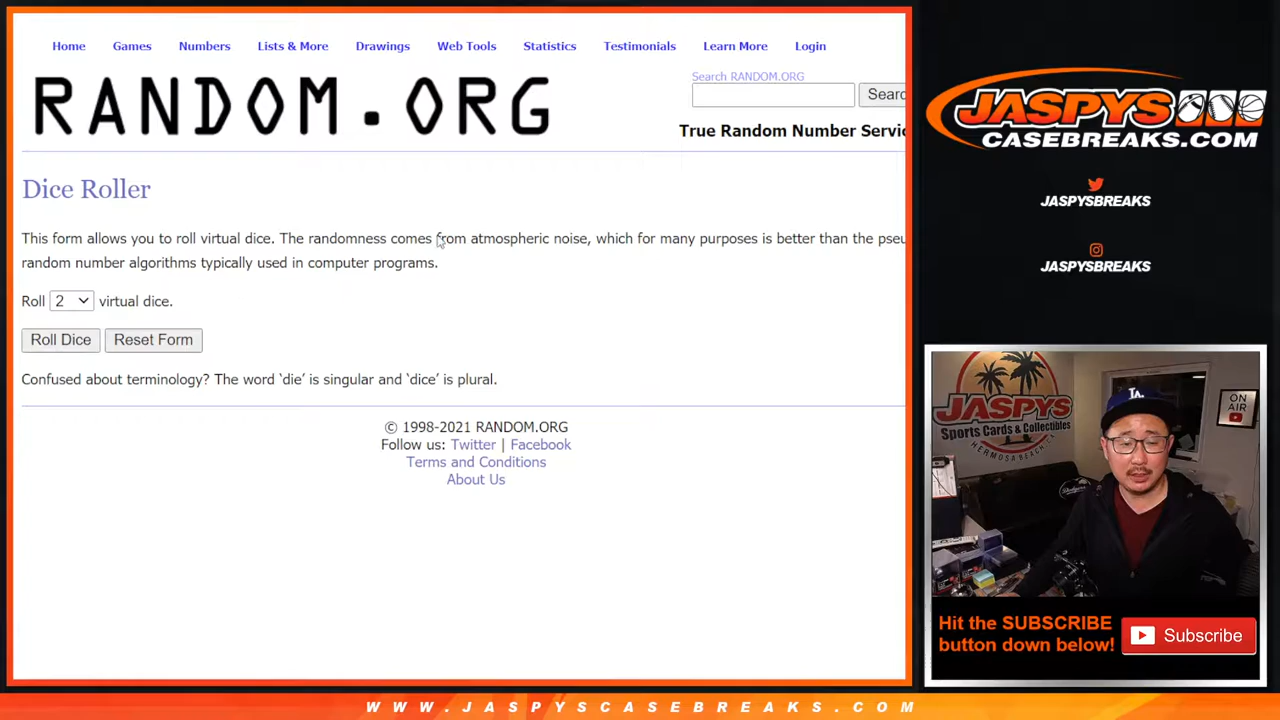 Home Games Numbers Lists & More Drawings Web Tools Statistics Testimonials Learn More Login
RANDOM.ORG
Search RANDOM.ORG
Searc
True Random Number Servic
Dice Roller
This form allows you to roll virtual dice. The randomness comes from atmospheric noise, which for many purposes is better than the pseu
random number algorithms typically used in computer programs.
Roll 2 virtual dice.
Roll Dice Reset Form
Confused about terminology? The word ‘die’ is singular and ‘dice’ is plural.
© 1998-2021 RANDOM.ORG
Follow us: Twitter | Facebook
Terms and Conditions
About Us
JASPYS
CASEBREAKS.COM
JASPYSBREAKS
JASPYSBREAKS
JASPYS
Sports Cards & Collectibles
HERMOSA BEACH
ON
AIR
LA
Dodgers
Hit the SUBSCRIBE
button down below!
Subscribe
WWW.JASPYSCASEBREAKS.COM